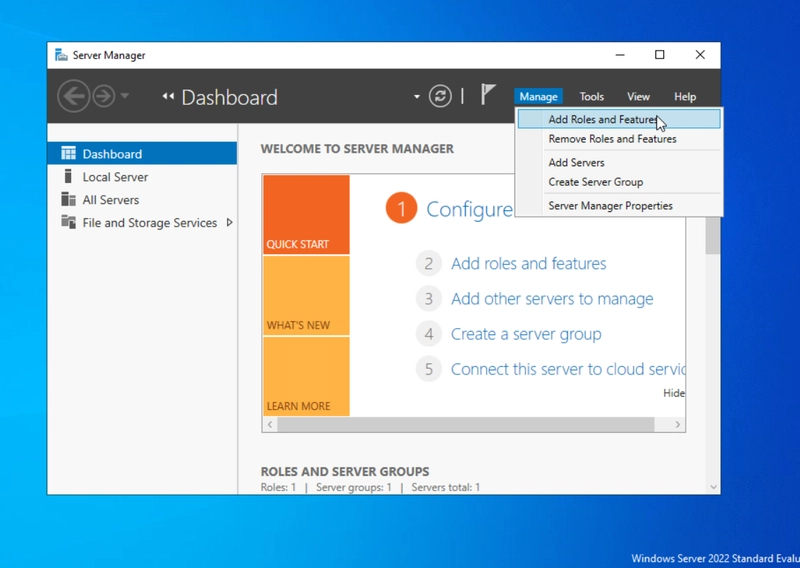 Server Manager
Dashboard
Manage Tools View Help
Add Roles and Features
Remove Roles and Features
Add Servers
Create Server Group
Server Manager Properties
Dashboard
Local Server
All Servers
File and Storage Services
WELCOME TO SERVER MANAGER
QUICK START
WHAT'S NEW
LEARN MORE
1 Configure
2 Add roles and features
3 Add other servers to manage
4 Create a server group
5 Connect this server to cloud servic
Hide
ROLES AND SERVER GROUPS
Roles: 1 | Server groups: 1 | Servers total: 1
Windows Server 2022 Standard Evalu